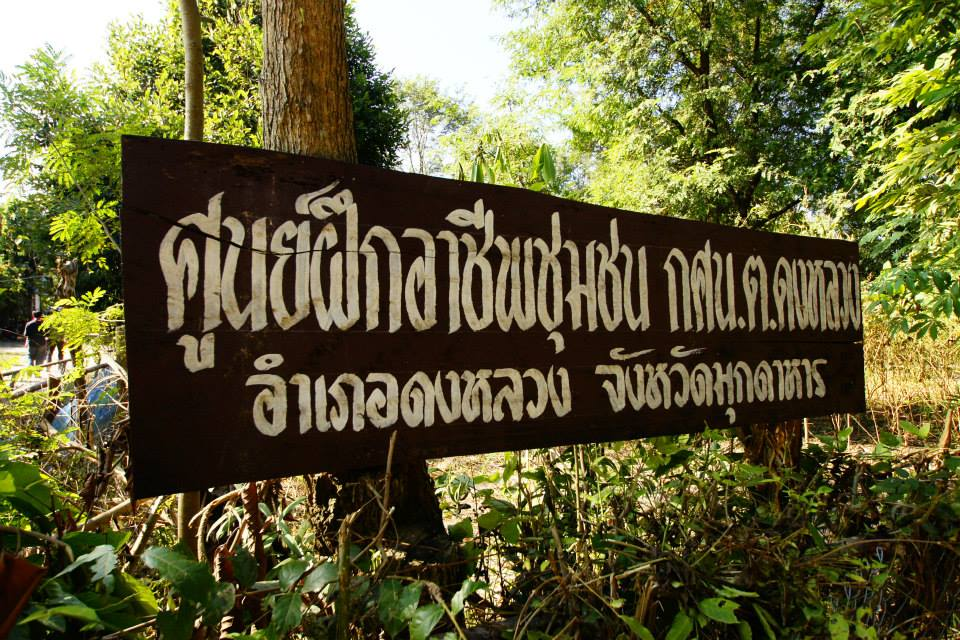 ศูนย์ฝึกอาชีพชุมชน กศน.ต.ดงหลวง
อำเภอดงหลวง จังหวัดมุกดาหาร